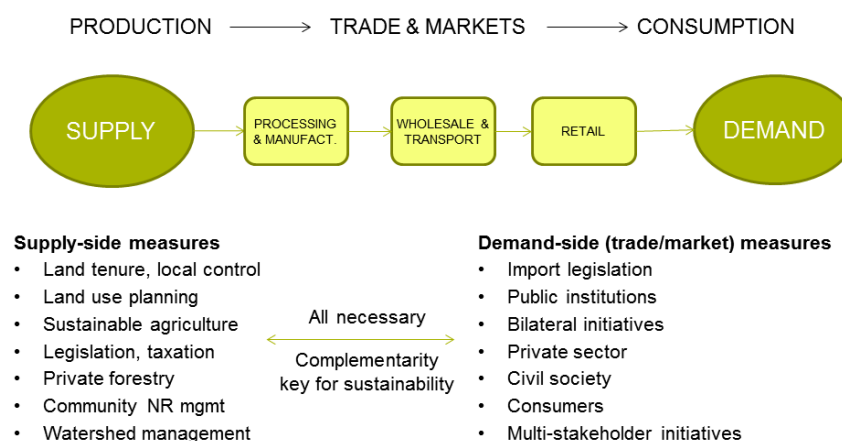 PRODUCTION TRADE & MARKETS CONSUMPTION
SUPPLY
PROCESSING
& MANUFACT.
WHOLESALE &
TRANSPORT
RETAIL
DEMAND
Supply-side measures
• Land tenure, local control
• Land use planning
• Sustainable agriculture
• Legislation, taxation
• Private forestry
• Community NR mgmt
• Watershed management
All necessary
Complementarity
key for sustainability
Demand-side (trade/market) measures
• Import legislation
• Public institutions
• Bilateral initiatives
• Private sector
• Civil society
• Consumers
• Multi-stakeholder initiatives